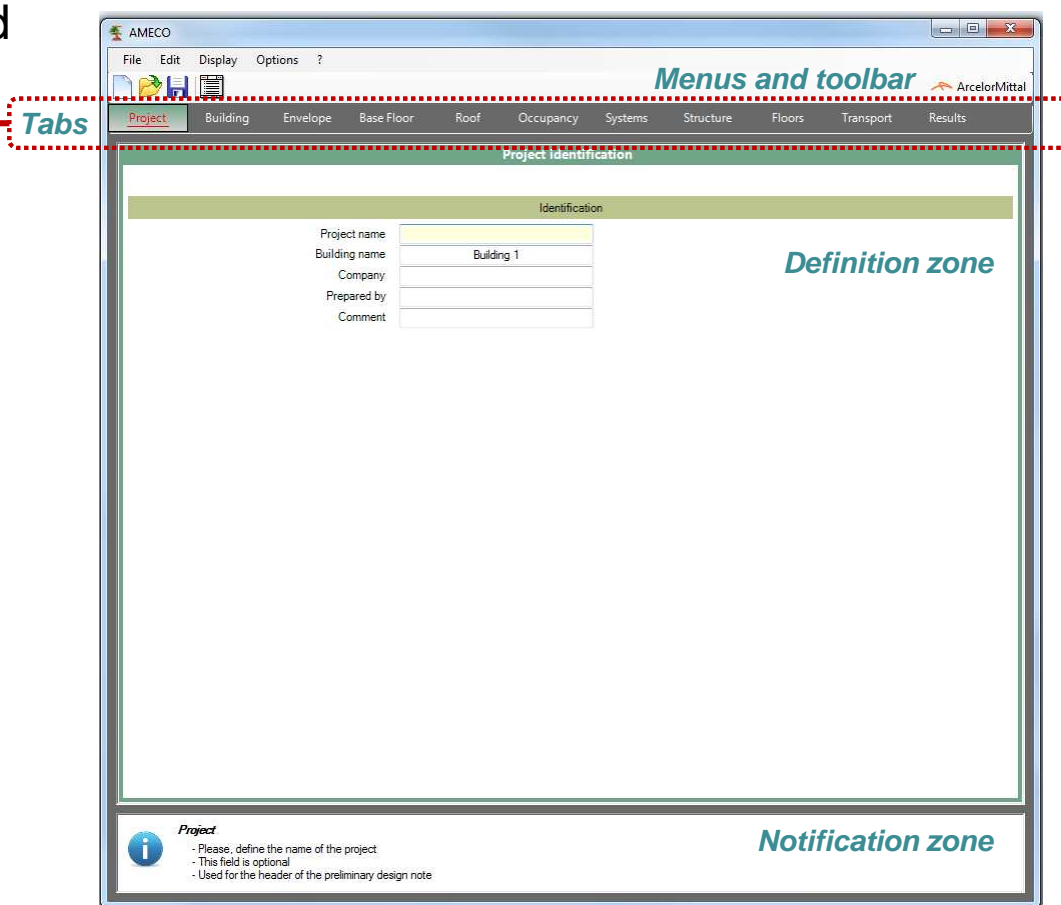 d
AMECO
File Edit Display Options ?
Menus and toolbar
ArcelorMittal
Tabs
Project Building Envelope Base Floor Roof Occupancy Systems Structure Floors Transport Results
Project identification
Identification
Project name
Building name Building 1
Definition zone
Company
Prepared by
Comment
Project
- Please, define the name of the project
- This field is optional
- Used for the header of the preliminary design note
Notification zone